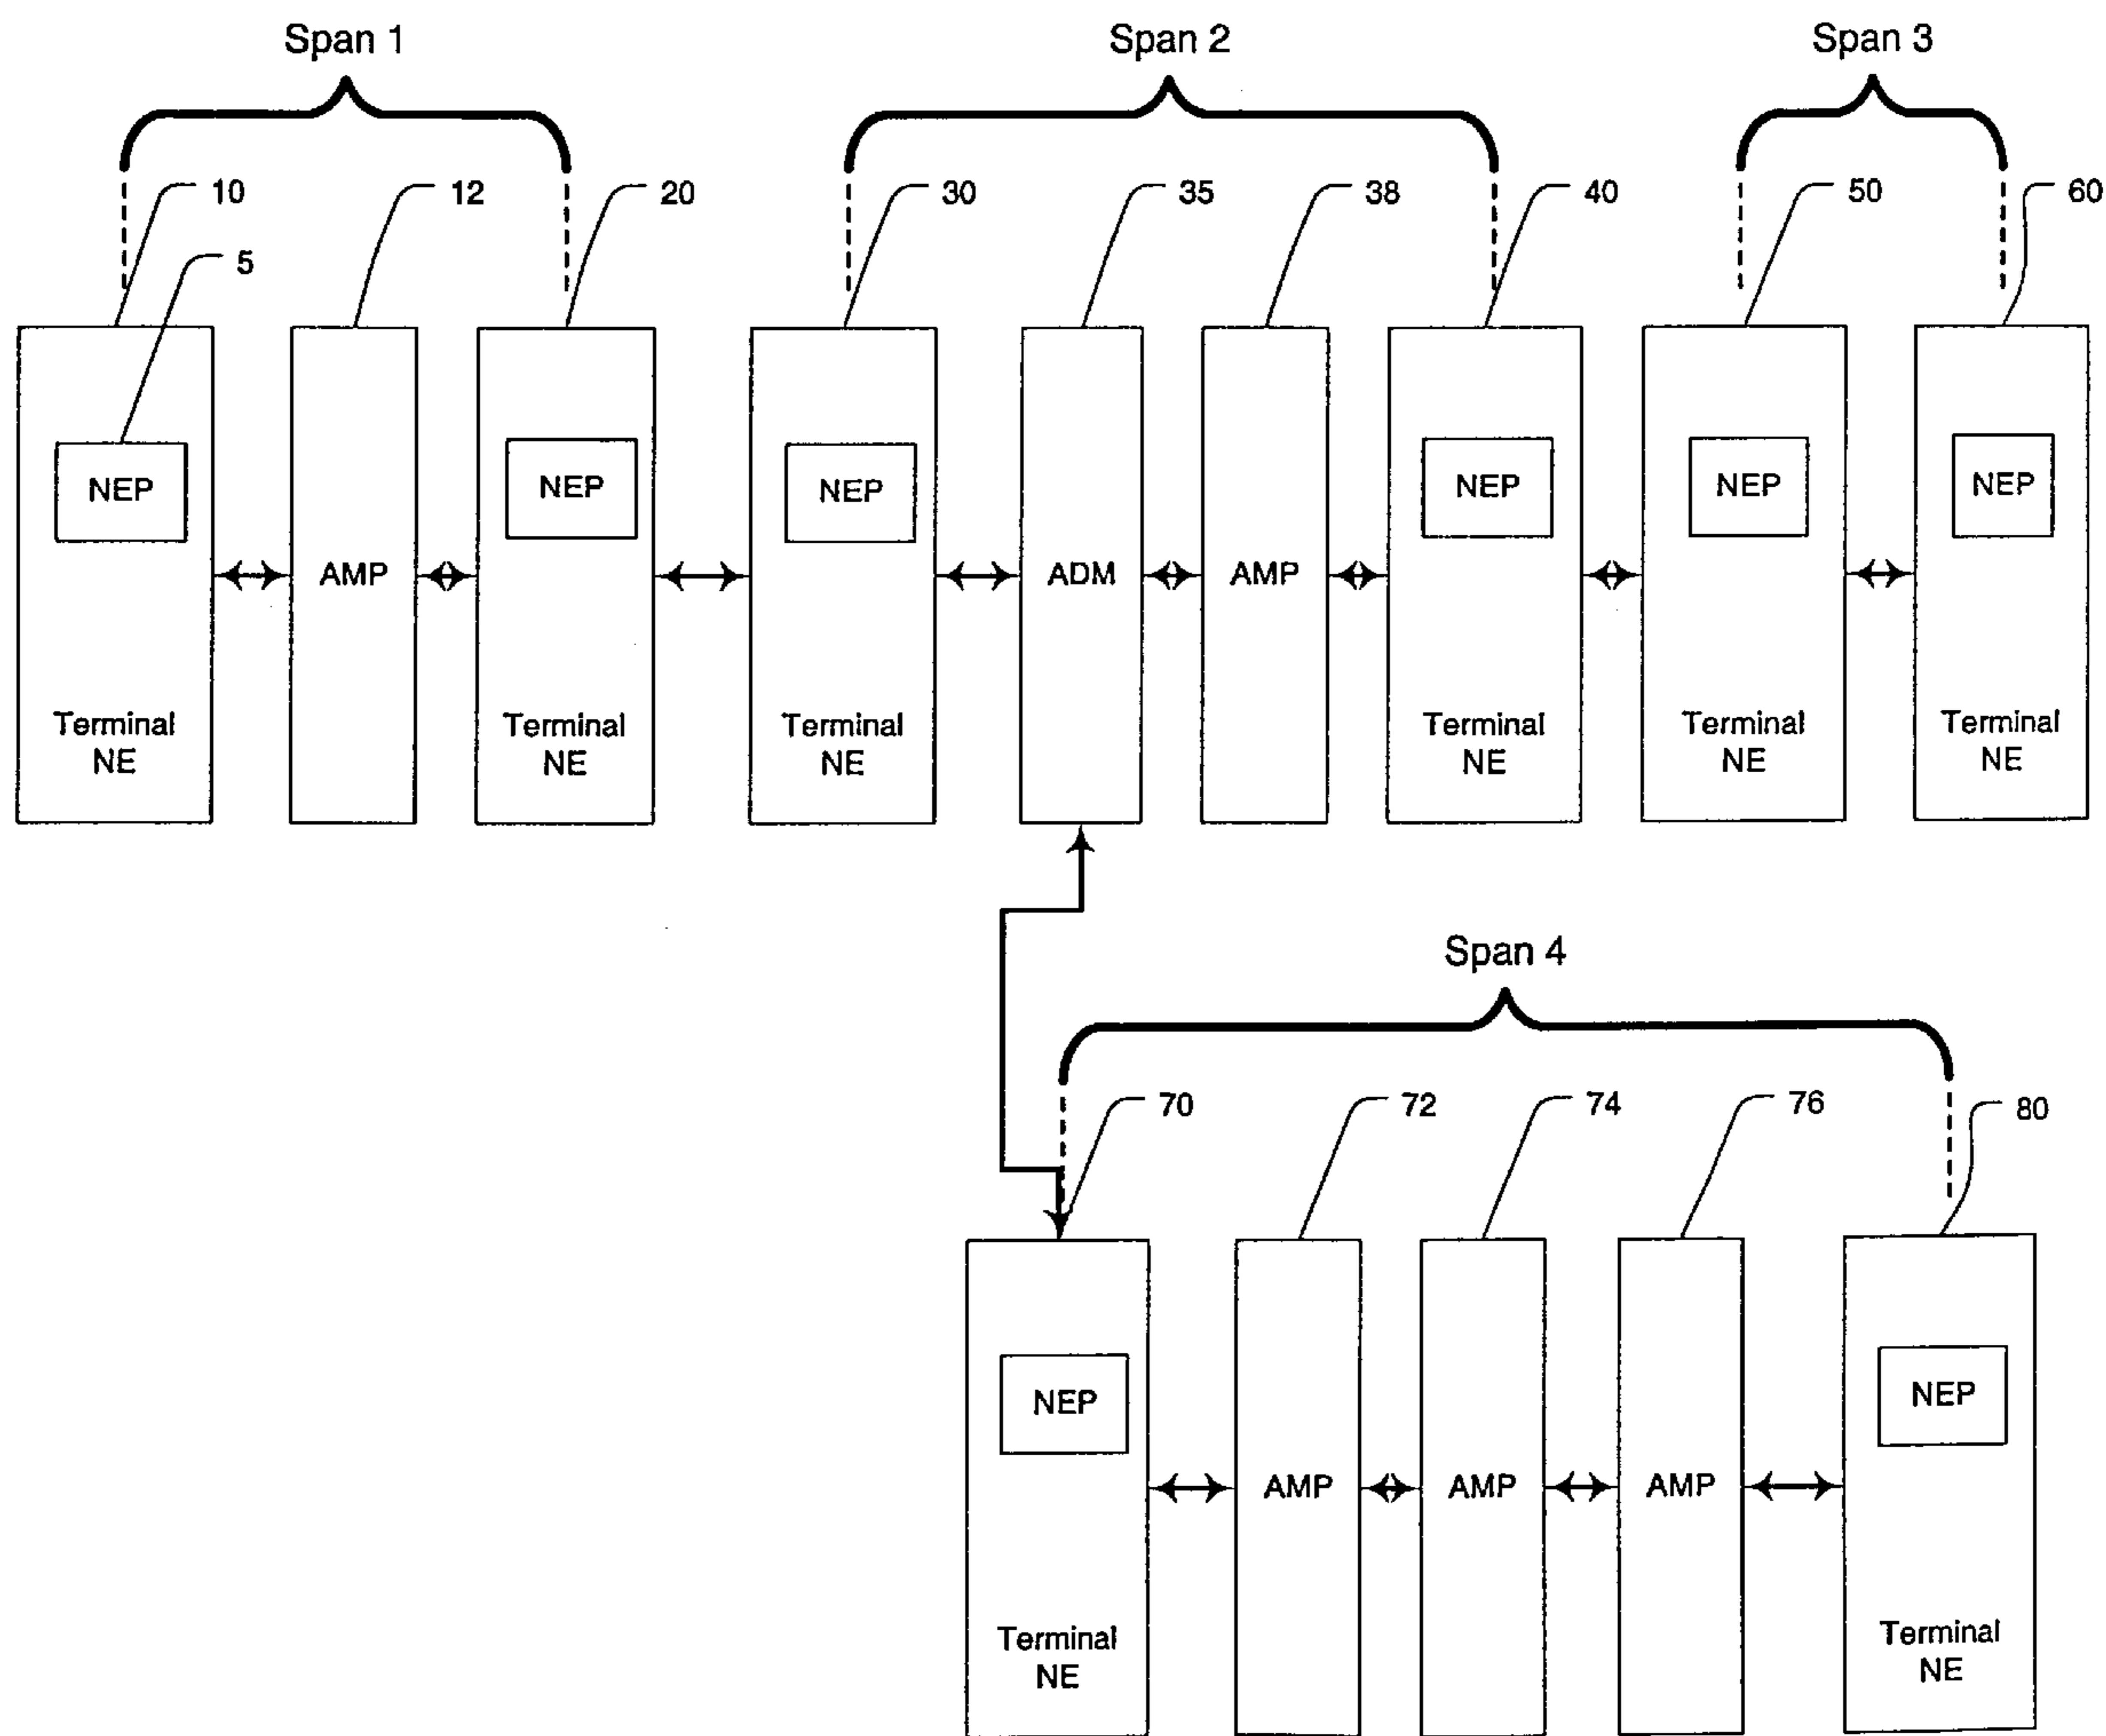 Span 1
Span 2
Span 3
10
12
20
30
35
38
40
50
60
5
NEP
NEP
NEP
NEP
NEP
NEP
AMP
ADM
AMP
Terminal
NE
Terminal
NE
Terminal
NE
Terminal
NE
Terminal
NE
Terminal
NE
Span 4
70
72
74
76
80
NEP
NEP
AMP
AMP
AMP
Terminal
NE
Terminal
NE